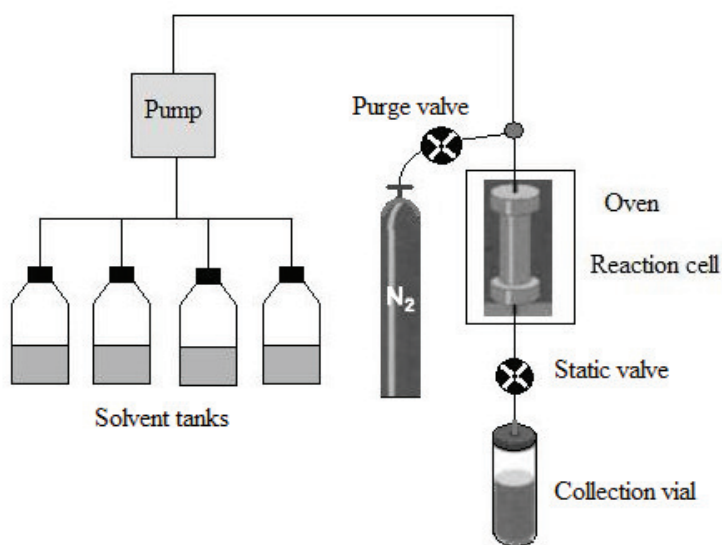 Pump
Purge valve
Oven
Reaction cell
N₂
Static valve
Solvent tanks
Collection vial